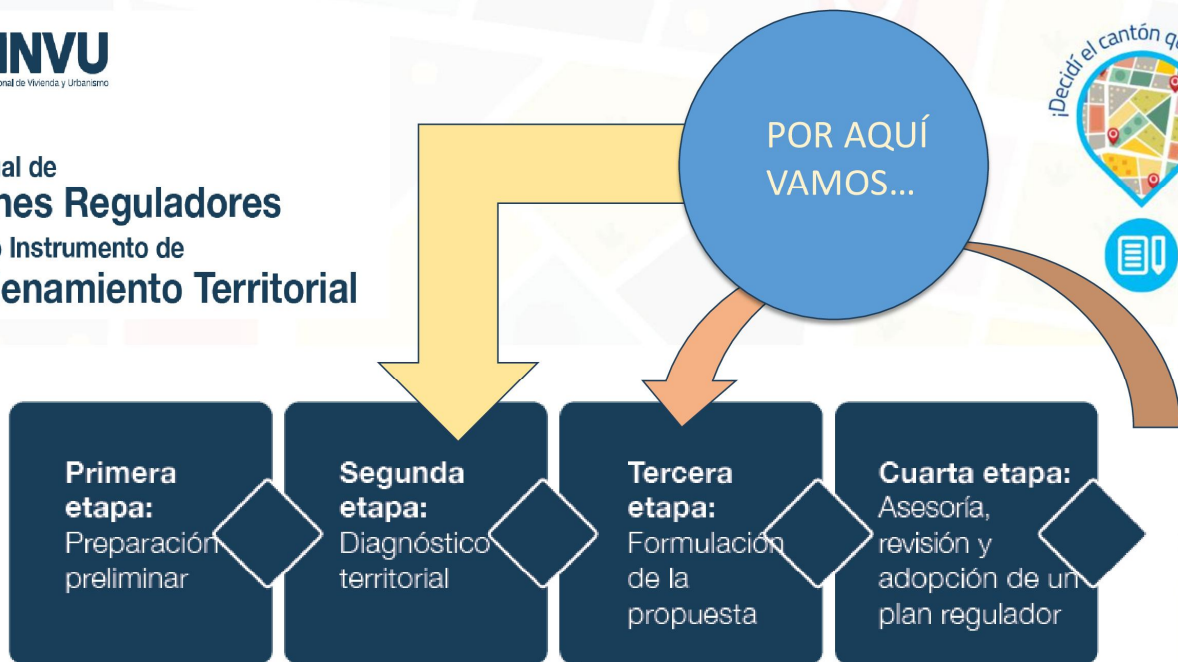 INVU
onal de Vivienda y Urbanismo
¡Decidí el cantón q
al de
nes Reguladores
o Instrumento de
enamiento Territorial
POR AQUÍ
VAMOS...
Primera
etapa:
Preparación
preliminar
Segunda
etapa:
Diagnóstico
territorial
Tercera
etapa:
Formulación
de la
propuesta
Cuarta etapa:
Asesoría,
revisión y
adopción de un
plan regulador